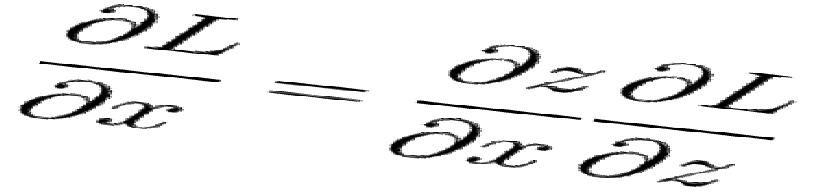 ∂L/∂x = ∂z/∂x ∂L/∂z